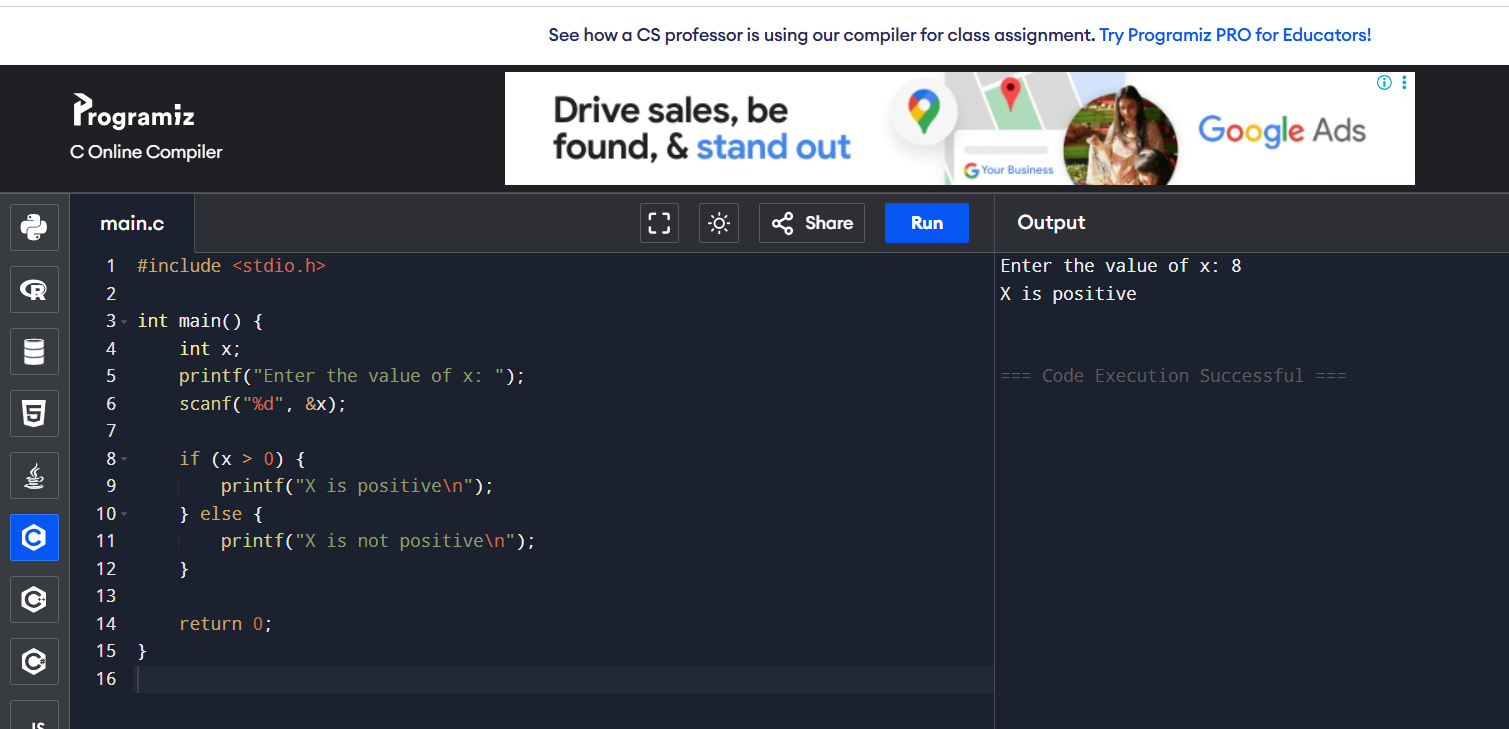 See how a CS professor is using our compiler for class assignment. Try Programiz PRO for Educators!
Programiz
C Online Compiler
Drive sales, be
found, & stand out
G Your Business
Google Ads
main.c
Share
Run
Output
1 #include <stdio.h>
2
3 int main() {
4     int x;
5     printf("Enter the value of x: ");
6     scanf("%d", &x);
7
8     if (x > 0) {
9         printf("X is positive\n");
10     } else {
11         printf("X is not positive\n");
12     }
13
14     return 0;
15 }
16
Enter the value of x: 8
X is positive
=== Code Execution Successful ===
R
5
C
C
C
JS